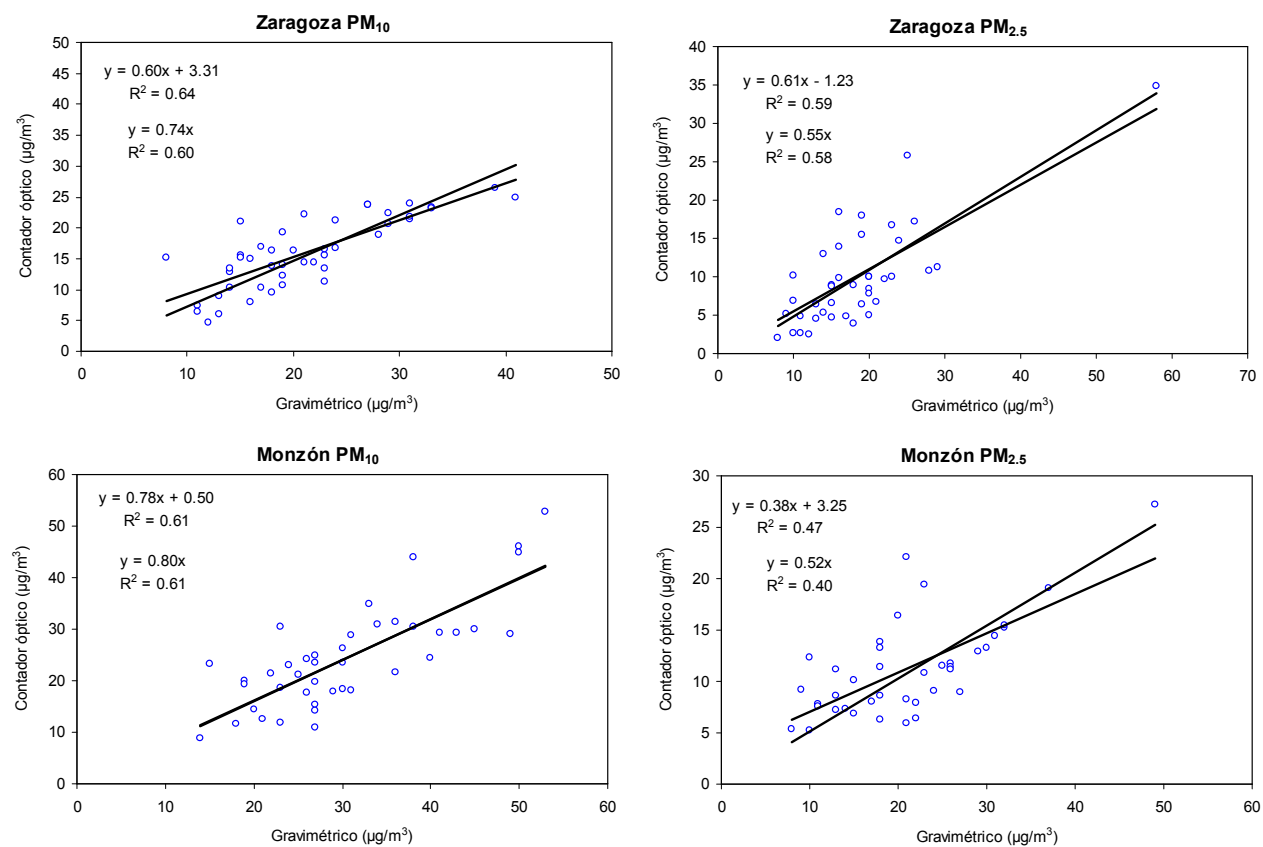 Zaragoza PM₁₀
50
45
40
35
30
25
20
15
10
5
0
Contador óptico (µg/m³)
y = 0.60x + 3.31
R² = 0.64
y = 0.74x
R² = 0.60
0 10 20 30 40 50
Gravimétrico (µg/m³)
Zaragoza PM₂.₅
40
35
30
25
20
15
10
5
0
Contador óptico (µg/m³)
y = 0.61x - 1.23
R² = 0.59
y = 0.55x
R² = 0.58
0 10 20 30 40 50 60 70
Gravimétrico (µg/m³)
Monzón PM₁₀
60
50
40
30
20
10
0
Contador óptico (µg/m³)
y = 0.78x + 0.50
R² = 0.61
y = 0.80x
R² = 0.61
0 10 20 30 40 50 60
Gravimétrico (µg/m³)
Monzón PM₂.₅
30
25
20
15
10
5
0
Contador óptico (µg/m³)
y = 0.38x + 3.25
R² = 0.47
y = 0.52x
R² = 0.40
0 10 20 30 40 50 60
Gravimétrico (µg/m³)